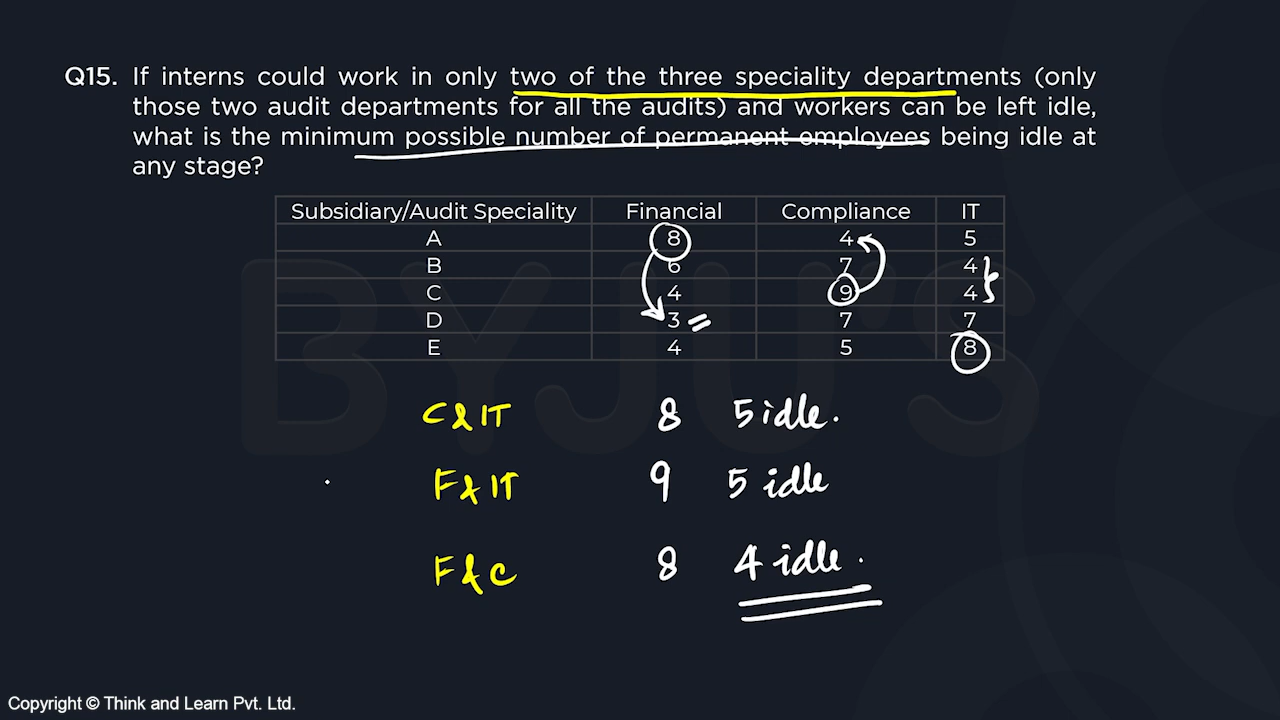 Q15. If interns could work in only two of the three speciality departments (only
those two audit departments for all the audits) and workers can be left idle,
what is the minimum possible number of permanent employees being idle at
any stage?
Subsidiary/Audit Speciality Financial Compliance IT
A 8 4 5
B 6 7 4
C 4 9 4
D 3 7 7
E 4 5 8
BYJU'S
C & IT 8 5 idle.
F & IT 9 5 idle
F & C 8 4 idle.
Copyright © Think and Learn Pvt. Ltd.